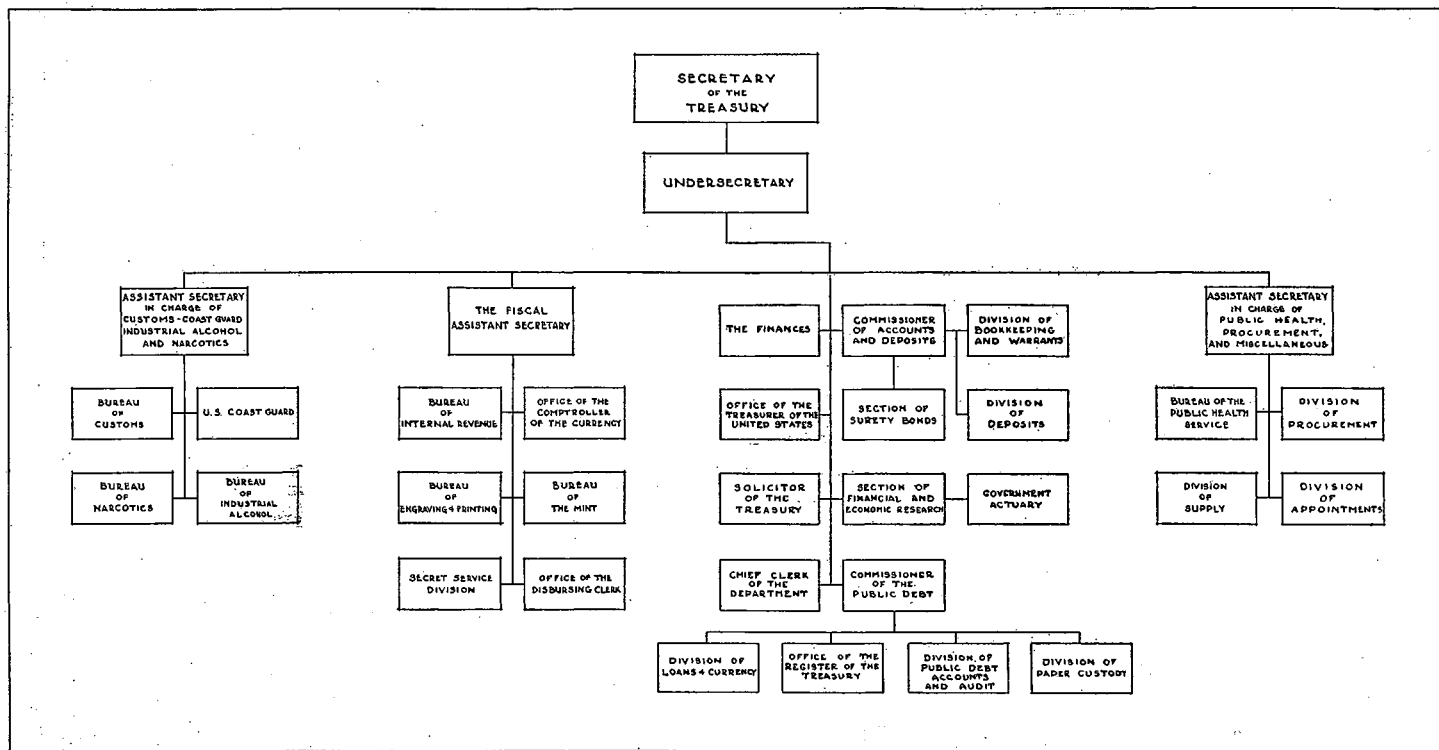 SECRETARY
OF THE
TREASURY
UNDERSECRETARY
ASSISTANT SECRETARY
IN CHARGE OF
CUSTOMS-COAST GUARD
INDUSTRIAL ALCOHOL
AND NARCOTICS
BUREAU
OF
CUSTOMS
U.S. COAST GUARD
BUREAU
OF
NARCOTICS
BUREAU
OF
INDUSTRIAL
ALCOHOL
THE FISCAL
ASSISTANT SECRETARY
BUREAU
OF
INTERNAL REVENUE
OFFICE OF THE
COMPTROLLER
OF THE CURRENCY
BUREAU
OF
ENGRAVING & PRINTING
BUREAU
OF
THE MINT
SECRET SERVICE
DIVISION
OFFICE OF THE
DISBURSING CLERK
THE FINANCES
COMMISSIONER
OF ACCOUNTS
AND DEPOSITS
DIVISION OF
BOOKKEEPING
AND WARRANTS
OFFICE OF THE
TREASURER OF THE
UNITED STATES
SECTION OF
SURETY BONDS
DIVISION
OF
DEPOSITS
SOLICITOR
OF THE
TREASURY
SECTION OF
FINANCIAL AND
ECONOMIC RESEARCH
GOVERNMENT
ACTUARY
CHIEF CLERK
OF THE
DEPARTMENT
COMMISSIONER
OF THE
PUBLIC DEBT
DIVISION OF
LOANS & CURRENCY
OFFICE OF THE
REGISTER OF THE
TREASURY
DIVISION OF
PUBLIC DEBT
ACCOUNTS
AND AUDIT
DIVISION OF
PAPER CUSTODY
ASSISTANT SECRETARY
IN CHARGE OF
PUBLIC HEALTH,
PROCUREMENT,
AND MISCELLANEOUS
BUREAU OF THE
PUBLIC HEALTH
SERVICE
DIVISION
OF
PROCUREMENT
DIVISION
OF
SUPPLY
DIVISION
OF
APPOINTMENTS